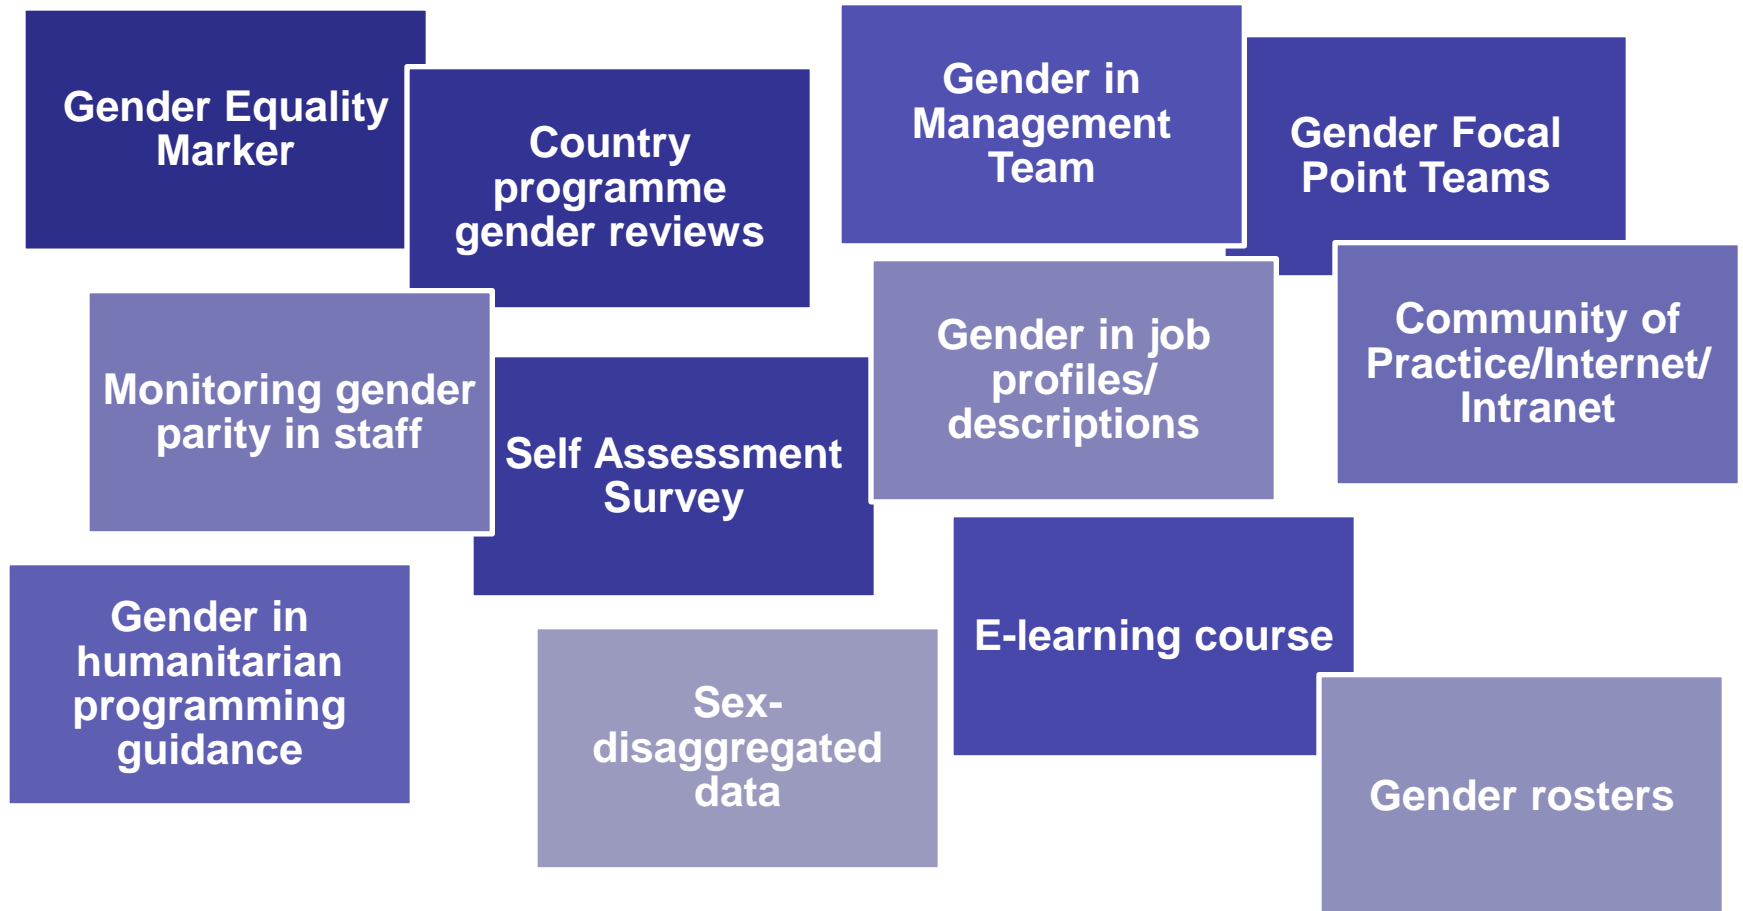 Gender Equality
Marker
Country
programme
gender reviews
Gender in
Management
Team
Gender Focal
Point Teams
Monitoring gender
parity in staff
Self Assessment
Survey
Gender in job
profiles/
descriptions
Community of
Practice/Internet/
Intranet
Gender in
humanitarian
programming
guidance
Sex-
disaggregated
data
E-learning course
Gender rosters